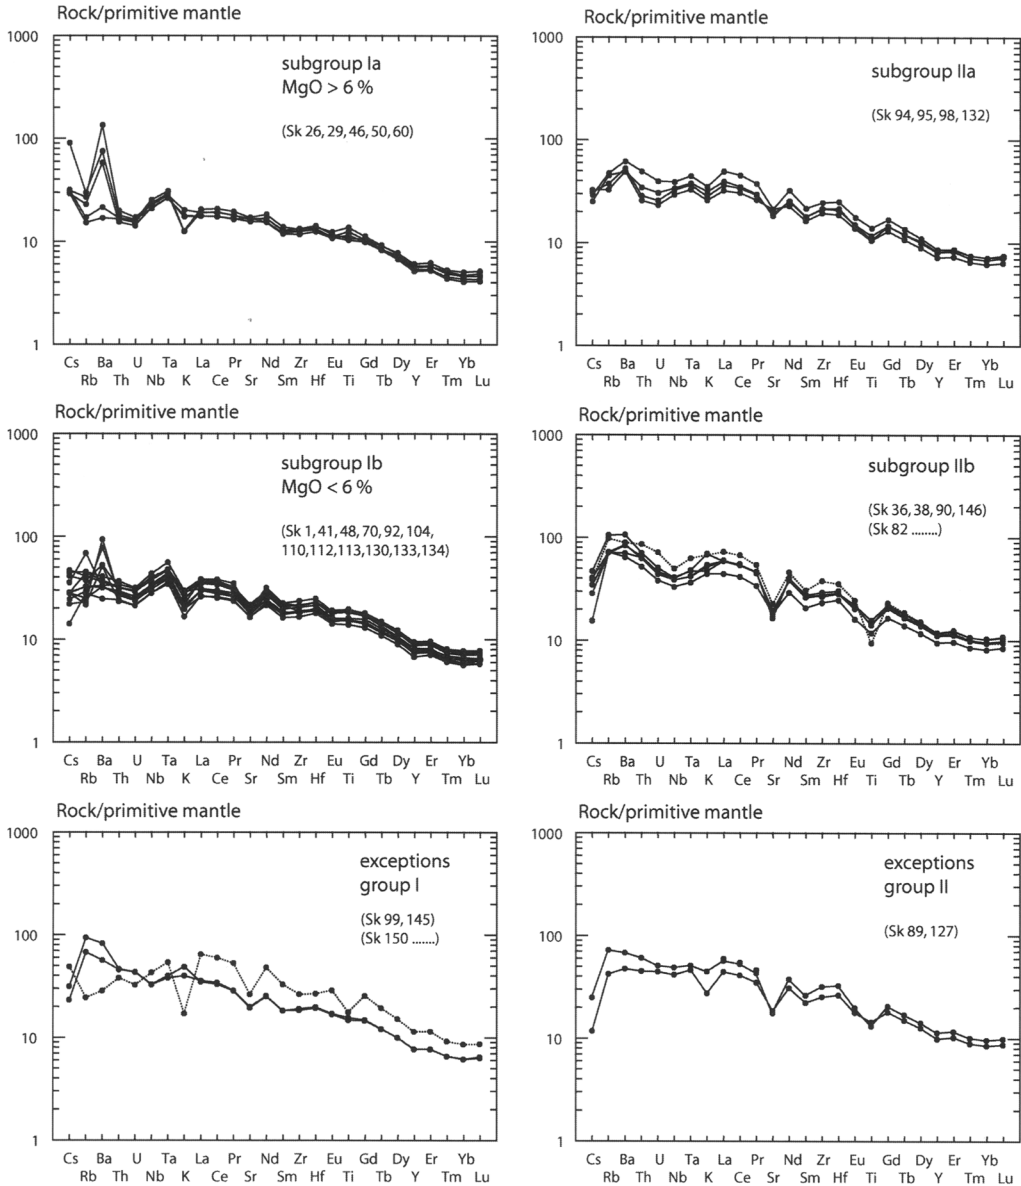 Rock/primitive mantle
1000
100
10
1
subgroup Ia
MgO > 6 %
(Sk 26, 29, 46, 50, 60)
Cs Ba U Ta La Pr Nd Zr Eu Gd Dy Er Yb
Rb Th Nb K Ce Sr Sm Hf Ti Tb Y Tm Lu
Rock/primitive mantle
1000
100
10
1
subgroup IIa
(Sk 94, 95, 98, 132)
Cs Ba U Ta La Pr Nd Zr Eu Gd Dy Er Yb
Rb Th Nb K Ce Sr Sm Hf Ti Tb Y Tm Lu
Rock/primitive mantle
1000
100
10
1
subgroup Ib
MgO < 6 %
(Sk 1, 41, 48, 70, 92, 104,
110, 112, 113, 130, 133, 134)
Cs Ba U Ta La Pr Nd Zr Eu Gd Dy Er Yb
Rb Th Nb K Ce Sr Sm Hf Ti Tb Y Tm Lu
Rock/primitive mantle
1000
100
10
1
subgroup IIb
(Sk 36, 38, 90, 146)
(Sk 82 ........)
Cs Ba U Ta La Pr Nd Zr Eu Gd Dy Er Yb
Rb Th Nb K Ce Sr Sm Hf Ti Tb Y Tm Lu
Rock/primitive mantle
1000
100
10
1
exceptions
group I
(Sk 99, 145)
(Sk 150 .......)
Cs Ba U Ta La Pr Nd Zr Eu Gd Dy Er Yb
Rb Th Nb K Ce Sr Sm Hf Ti Tb Y Tm Lu
Rock/primitive mantle
1000
100
10
1
exceptions
group II
(Sk 89, 127)
Cs Ba U Ta La Pr Nd Zr Eu Gd Dy Er Yb
Rb Th Nb K Ce Sr Sm Hf Ti Tb Y Tm Lu